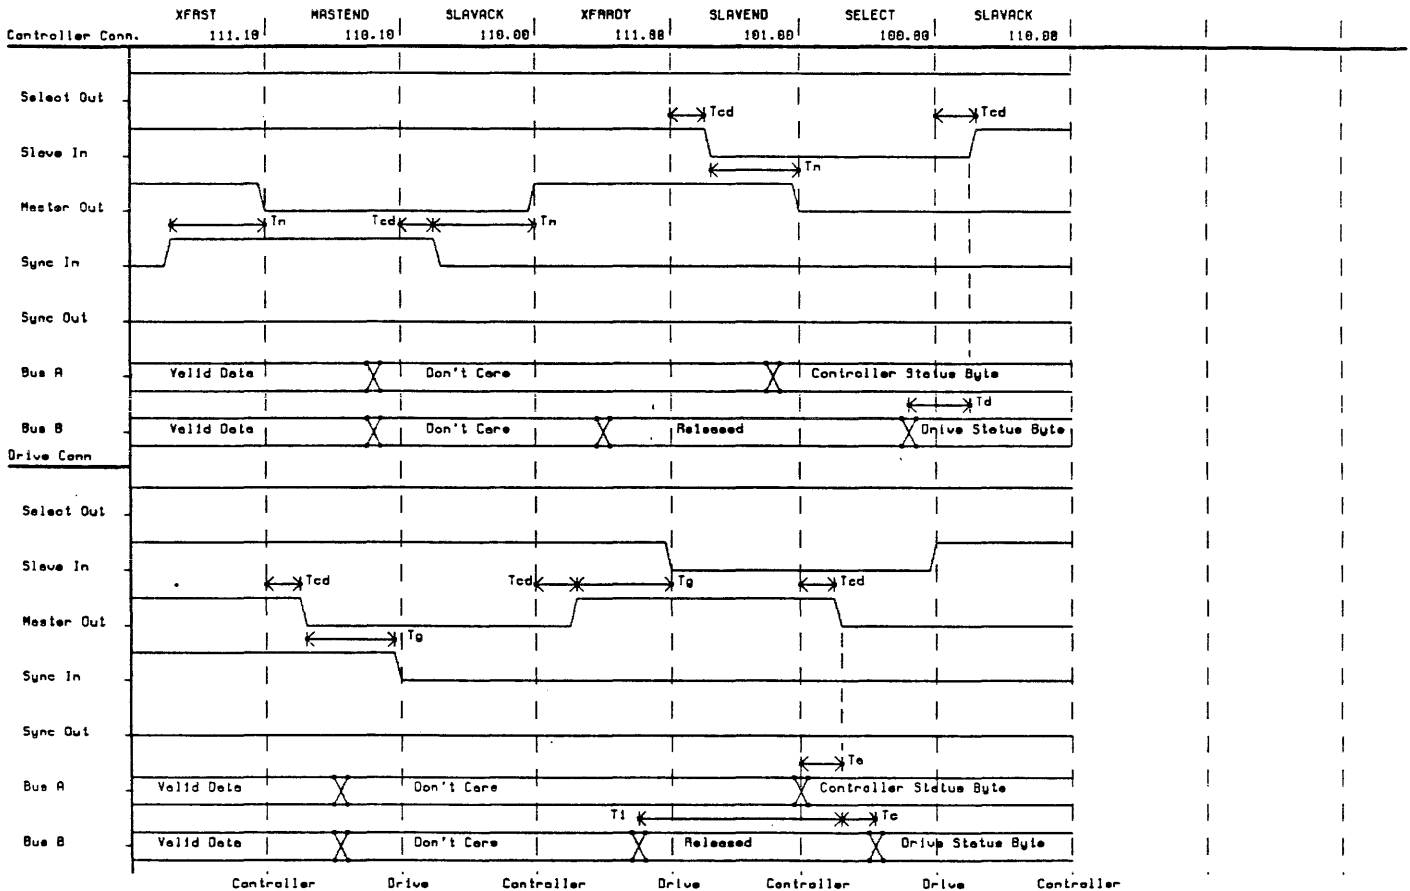 XFRST MASTEND SLAVACK XFRRDY SLAVEND SELECT SLAVACK
Controller Conn. 111.10 110.10 110.00 111.00 101.00 100.00 110.00
Select Out
Tcd Tcd
Slave In
Tn
Master Out
Tn Tcd Tn
Sync In
Sync Out
Bus A Valid Data Don't Care Controller Status Byte
Td
Bus B Valid Data Don't Care Released Drive Status Byte
Drive Conn
Select Out
Slave In
Tcd Tcd Tg Tcd
Master Out
Tg
Sync In
Sync Out
Te
Bus A Valid Data Don't Care Controller Status Byte
Tc
Bus B Valid Data Don't Care Released Drive Status Byte
Controller Drive Controller Drive Controller Drive Controller